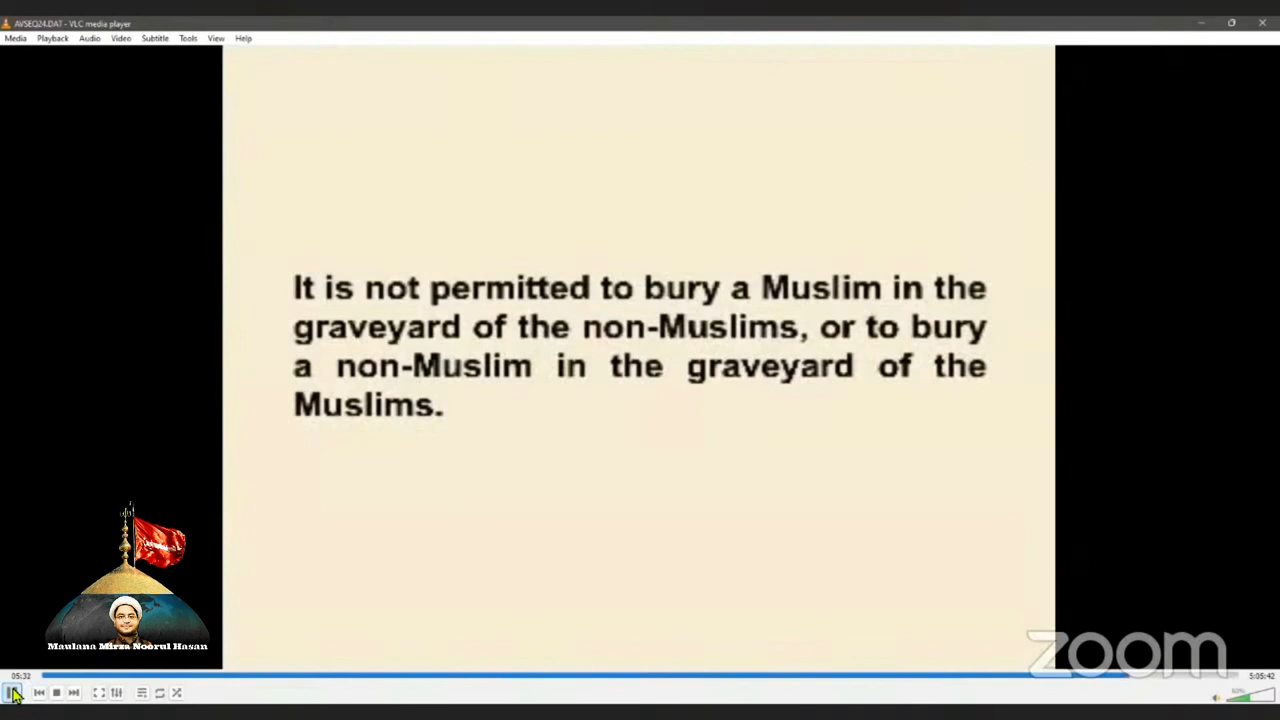 AVSEQ24.DAT - VLC media player
Media Playback Audio Video Subtitle Tools View Help
It is not permitted to bury a Muslim in the
graveyard of the non-Muslims, or to bury
a non-Muslim in the graveyard of the
Muslims.
Maulana Mirza Noorul Hasan
zoom
05:32
5:05:42